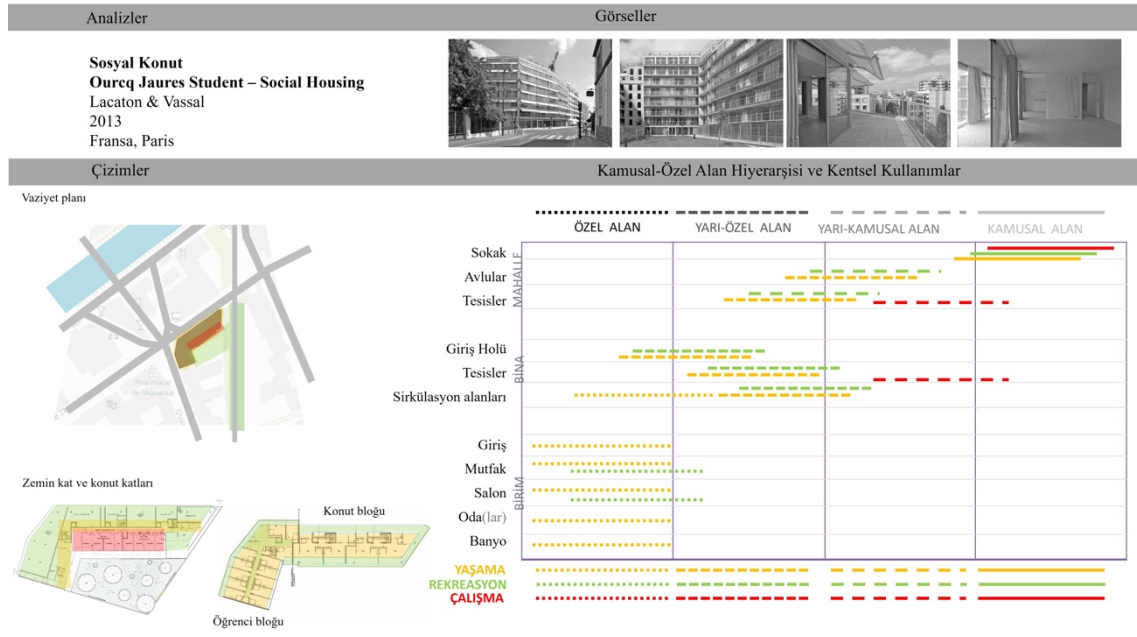 Analizler
Görseller
Sosyal Konut
Ourcq Jaures Student – Social Housing
Lacaton & Vassal
2013
Fransa, Paris
Çizimler
Kamusal-Özel Alan Hiyerarşisi ve Kentsel Kullanımlar
Vaziyet planı
Pharmacie
de l'Aquarius
Zemin kat ve konut katları
Konut bloğu
Öğrenci bloğu
ÖZEL ALAN
YARI-ÖZEL ALAN
YARI-KAMUSAL ALAN
KAMUSAL ALAN
MAHALLE
Sokak
Avlular
Tesisler
BİNA
Giriş Holü
Tesisler
Sirkülasyon alanları
BİRİM
Giriş
Mutfak
Salon
Oda(lar)
Banyo
YAŞAMA
REKREASYON
ÇALIŞMA